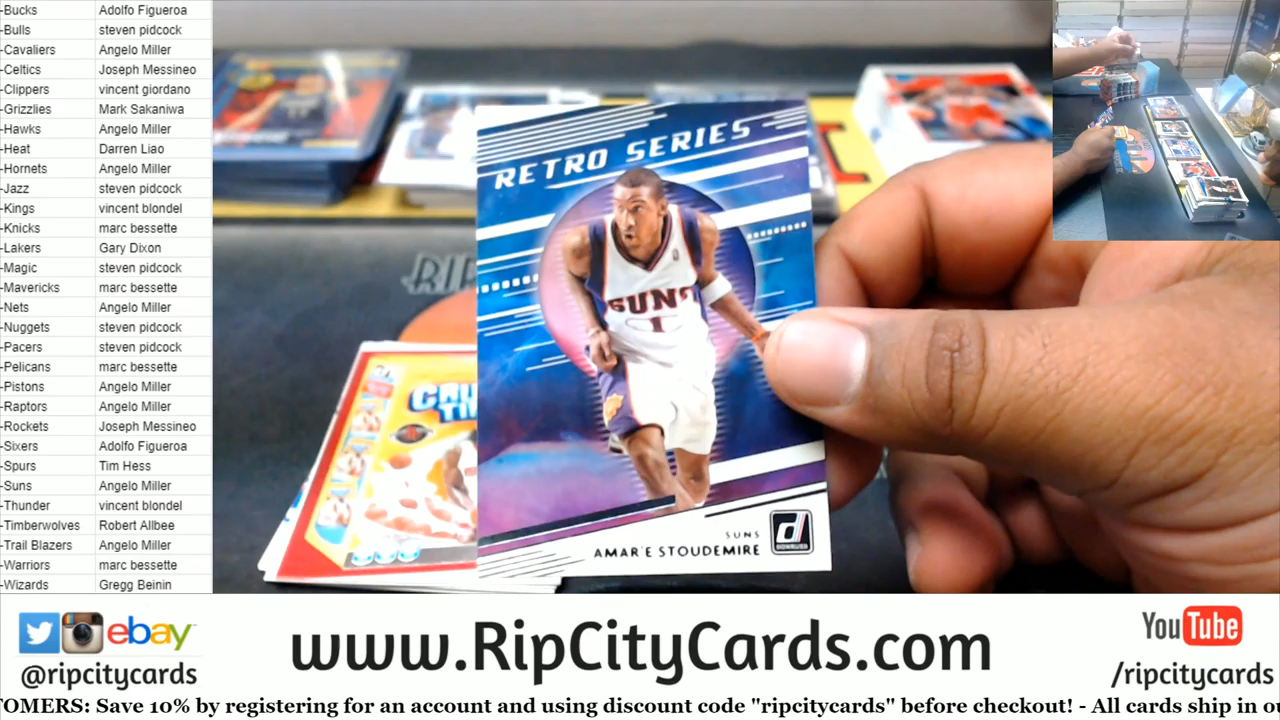 -Bucks Adolfo Figueroa
-Bulls steven pidcock
-Cavaliers Angelo Miller
-Celtics Joseph Messineo
-Clippers vincent giordano
-Grizzlies Mark Sakaniwa
-Hawks Angelo Miller
-Heat Darren Liao
-Hornets Angelo Miller
-Jazz steven pidcock
-Kings vincent blondel
-Knicks marc bessette
-Lakers Gary Dixon
-Magic steven pidcock
-Mavericks marc bessette
-Nets Angelo Miller
-Nuggets steven pidcock
-Pacers steven pidcock
-Pelicans marc bessette
-Pistons Angelo Miller
-Raptors Angelo Miller
-Rockets Joseph Messineo
-Sixers Adolfo Figueroa
-Spurs Tim Hess
-Suns Angelo Miller
-Thunder vincent blondel
-Timberwolves Robert Allbee
-Trail Blazers Angelo Miller
-Warriors marc bessette
-Wizards Gregg Beinin
RETRO SERIES
SUNS
1
SUNS
AMAR'E STOUDEMIRE
d
DONRUSS
RIP
ebay
@ripcitycards
www.RipCityCards.com
YouTube
/ripcitycards
TOMERS: Save 10% by registering for an account and using discount code "ripcitycards" before checkout! - All cards ship in ou